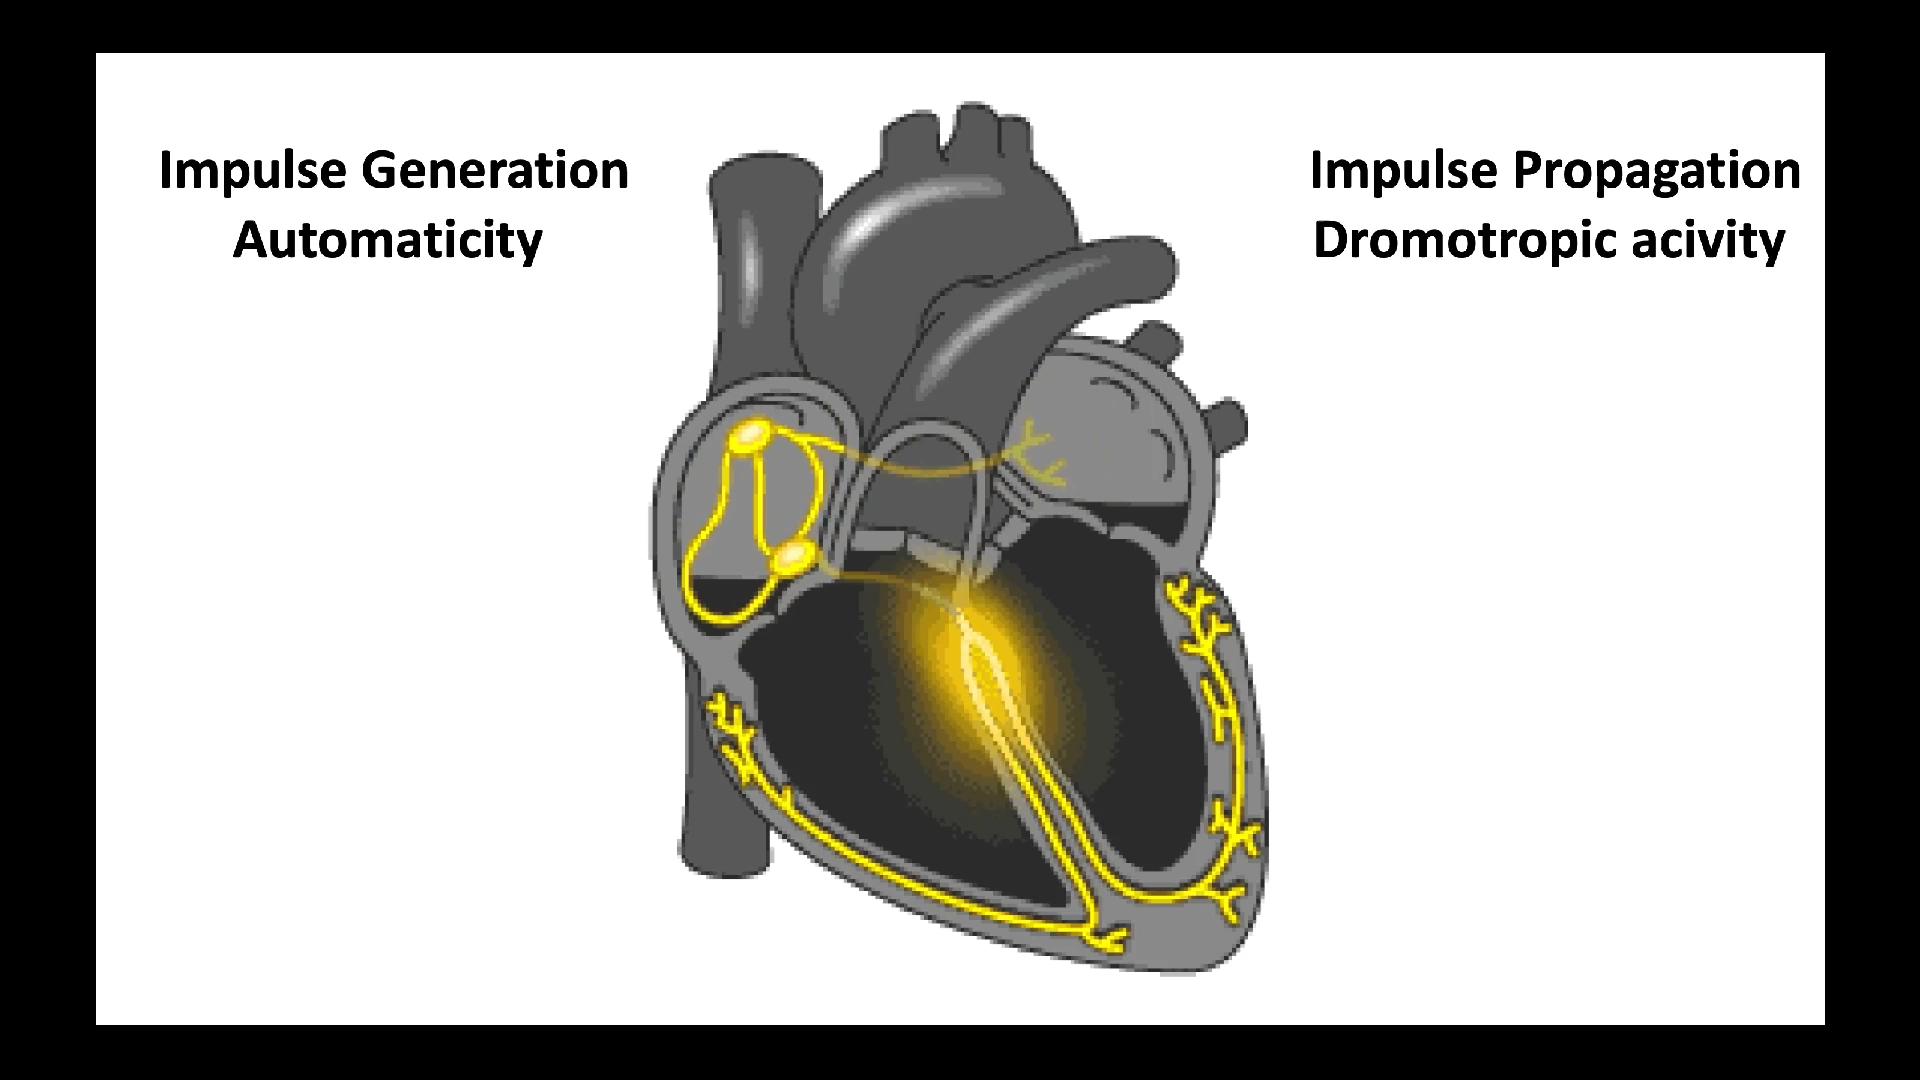 Impulse Generation
Automaticity
Impulse Propagation
Dromotropic acivity